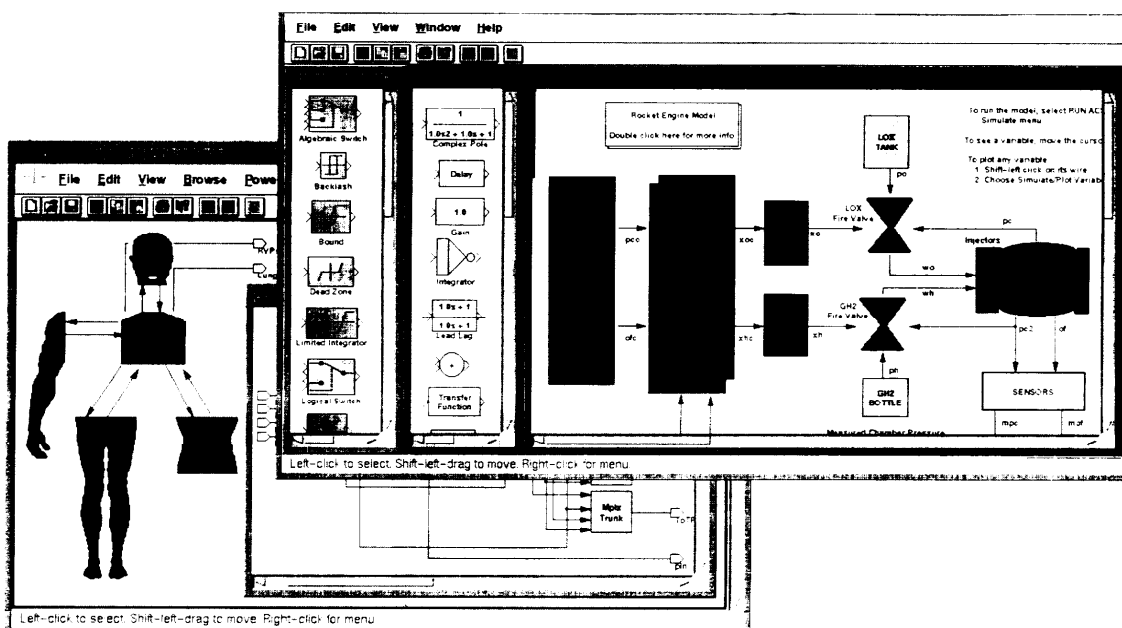 File Edit View Window Help
Algebraic Switch
Backlash
Bound
Dead Zone
Limited Integrator
Logical Switch
1
1.0s2 + 1.0s + 1
Complex Pole
Delay
1.0
Gain
Integrator
1.0s + 1
1.0s + 1
Lead Lag
Transfer
Function
Rocket Engine Model
Double click here for more info
To run the model, select RUN
Simulate menu
To see a variable, move the
To plot any variable
1 Shift-left click on its wire
2 Choose Simulate/Plot
LOX
TANK
po
LOX
Fire Valve
pc
Injectors
pcc
xoc
xo
wo
wh
GH2
Fire Valve
ofc
xhc
xh
pc2
of
ph
GH2
BOTTLE
SENSORS
mpc
mof
Measured Chamber Pressure
Left-click to select. Shift-left-drag to move. Right-click for menu
File Edit View Browse
Mplx
Trunk
pin
Left-click to select. Shift-left-drag to move. Right-click for menu